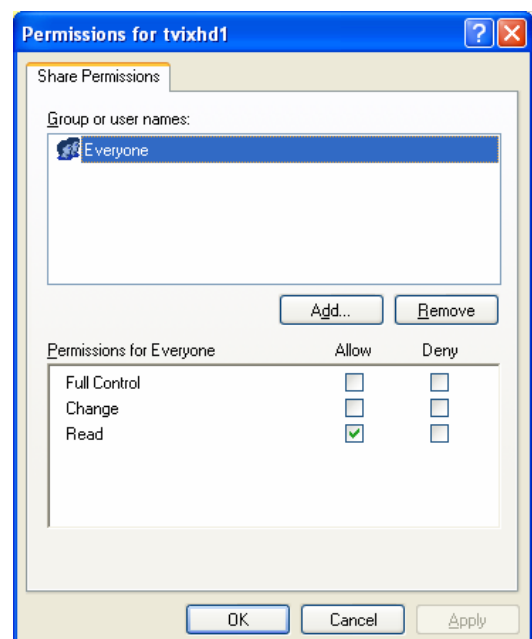 Permissions for tvixhd1
Share Permissions
Group or user names:
Everyone
Add...
Remove
Permissions for Everyone
Allow
Deny
Full Control
Change
Read
OK
Cancel
Apply